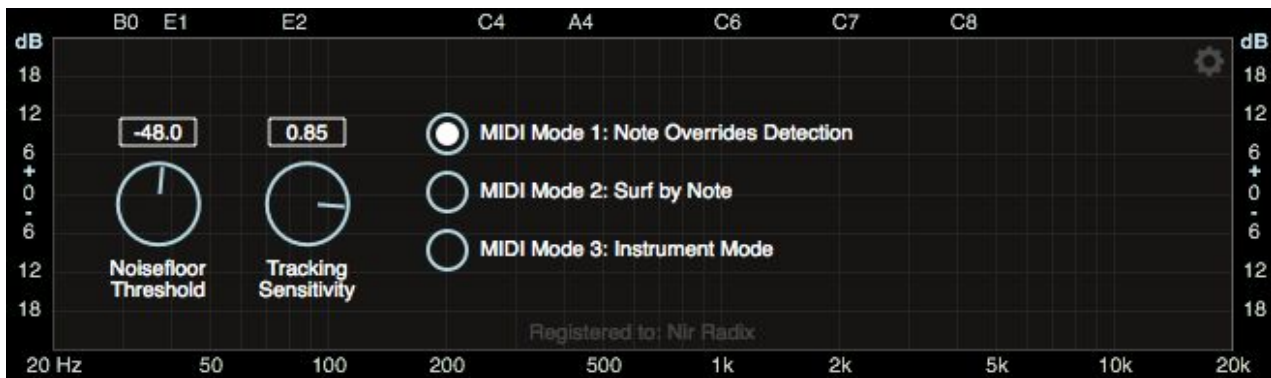 B0 E1 E2 C4 A4 C6 C7 C8
dB dB
18 18
12 12
-48.0 0.85 MIDI Mode 1: Note Overrides Detection
6 6
+ +
0 MIDI Mode 2: Surf by Note 0
- -
6 6
MIDI Mode 3: Instrument Mode
12 Noisefloor Tracking 12
Threshold Sensitivity
18 18
Registered to: Nir Radix
20 Hz 50 100 200 500 1k 2k 5k 10k 20k